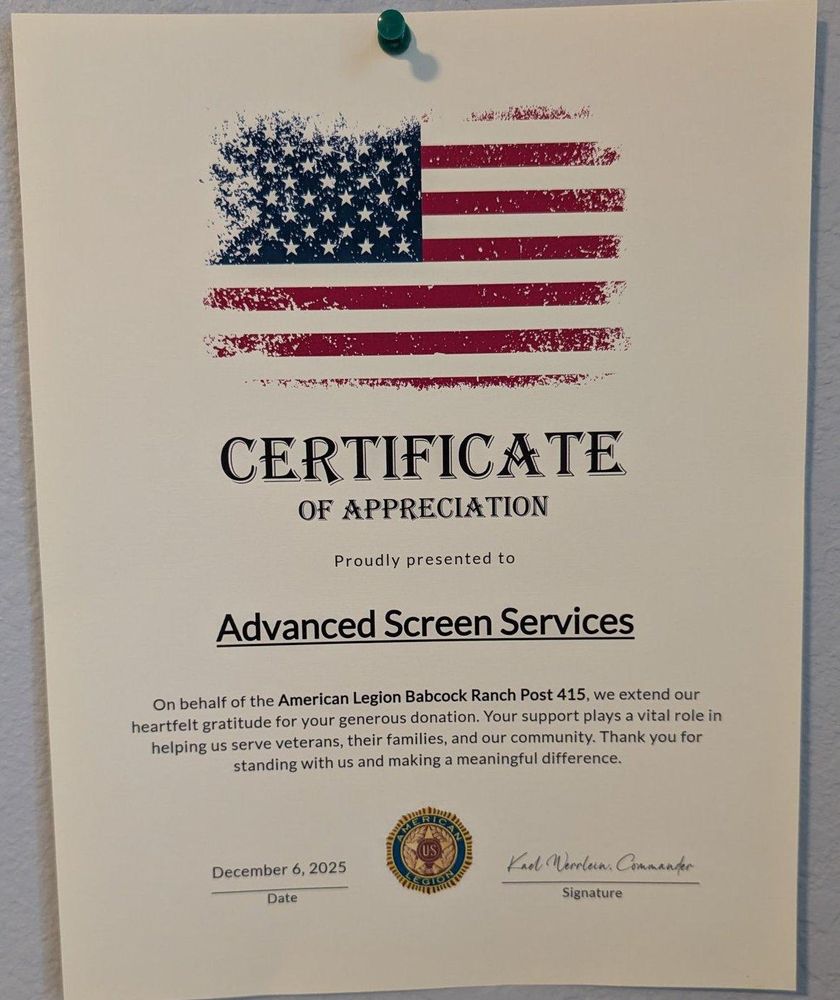 CERTIFICATE
OF APPRECIATION
Proudly presented to
Advanced Screen Services
On behalf of the American Legion Babcock Ranch Post 415, we extend our
heartfelt gratitude for your generous donation. Your support plays a vital role in
helping us serve veterans, their families, and our community. Thank you for
standing with us and making a meaningful difference.
AMERICAN
US
LEGION
December 6, 2025
Date
Werrlein, Commander
Signature